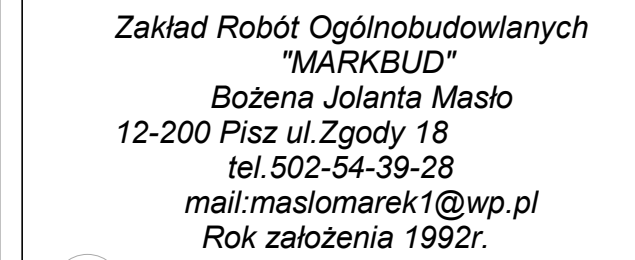 Zakład Robót Ogólnobudowlanych
"MARKBUD"
Bożena Jolanta Masło
12-200 Pisz ul.Zgody 18
tel.502-54-39-28
mail:maslomarek1@wp.pl
Rok założenia 1992r.